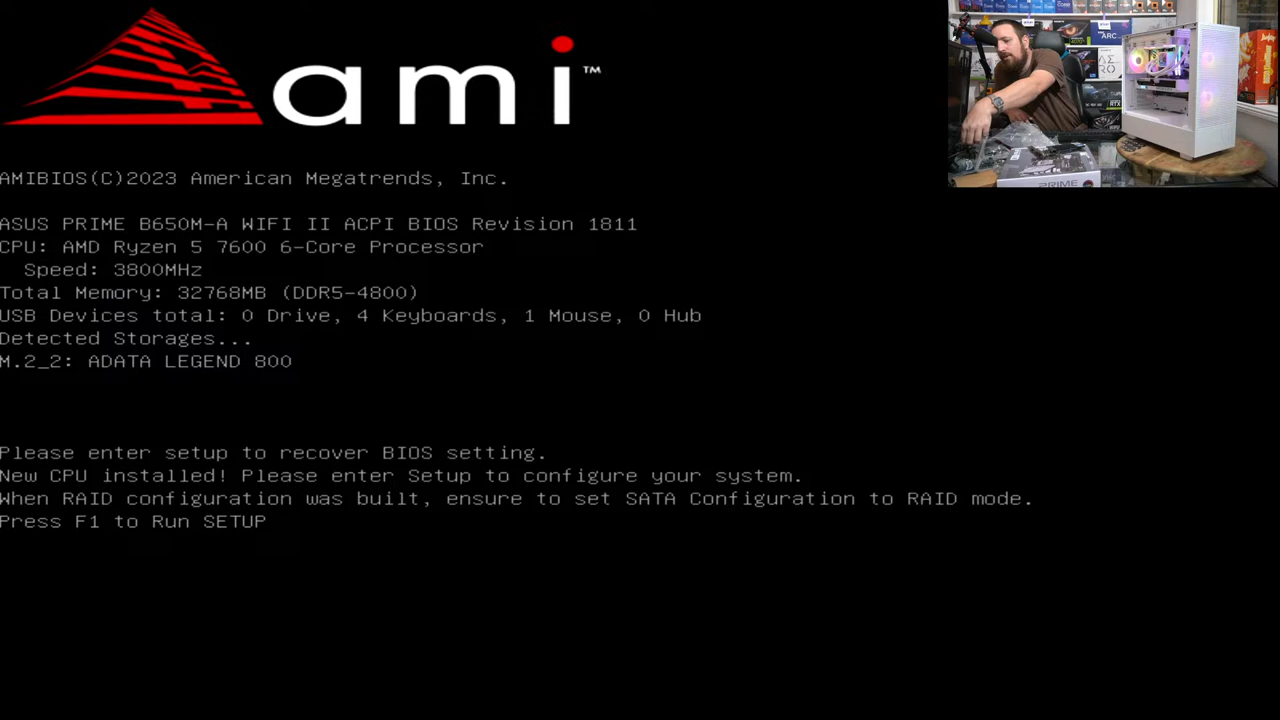 ami™
AMIBIOS(C)2023 American Megatrends, Inc.
ASUS PRIME B650M-A WIFI II ACPI BIOS Revision 1811
CPU: AMD Ryzen 5 7600 6-Core Processor
Speed: 3800MHz
Total Memory: 32768MB (DDR5-4800)
USB Devices total: 0 Drive, 4 Keyboards, 1 Mouse, 0 Hub
Detected Storages...
M.2_2: ADATA LEGEND 800
Please enter setup to recover BIOS setting.
New CPU installed! Please enter Setup to configure your system.
When RAID configuration was built, ensure to set SATA Configuration to RAID mode.
Press F1 to Run SETUP
ARC
PRIME